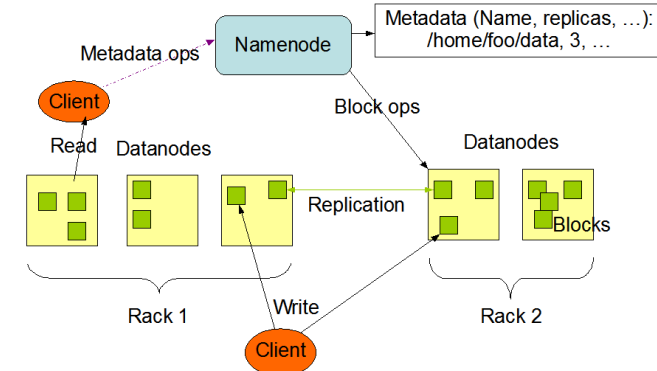 Metadata (Name, replicas, …):
/home/foo/data, 3, …
Namenode
Metadata ops
Client
Block ops
Read
Datanodes
Datanodes
Replication
Blocks
Write
Rack 1
Rack 2
Client